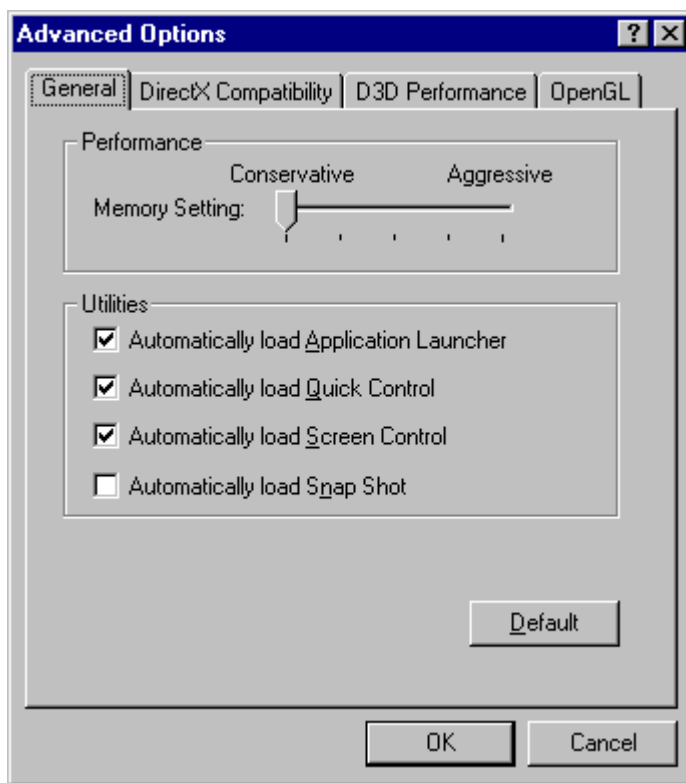 Advanced Options
General DirectX Compatibility D3D Performance OpenGL
Performance
Conservative Aggressive
Memory Setting:
Utilities
Automatically load Application Launcher
Automatically load Quick Control
Automatically load Screen Control
Automatically load Snap Shot
Default
OK Cancel